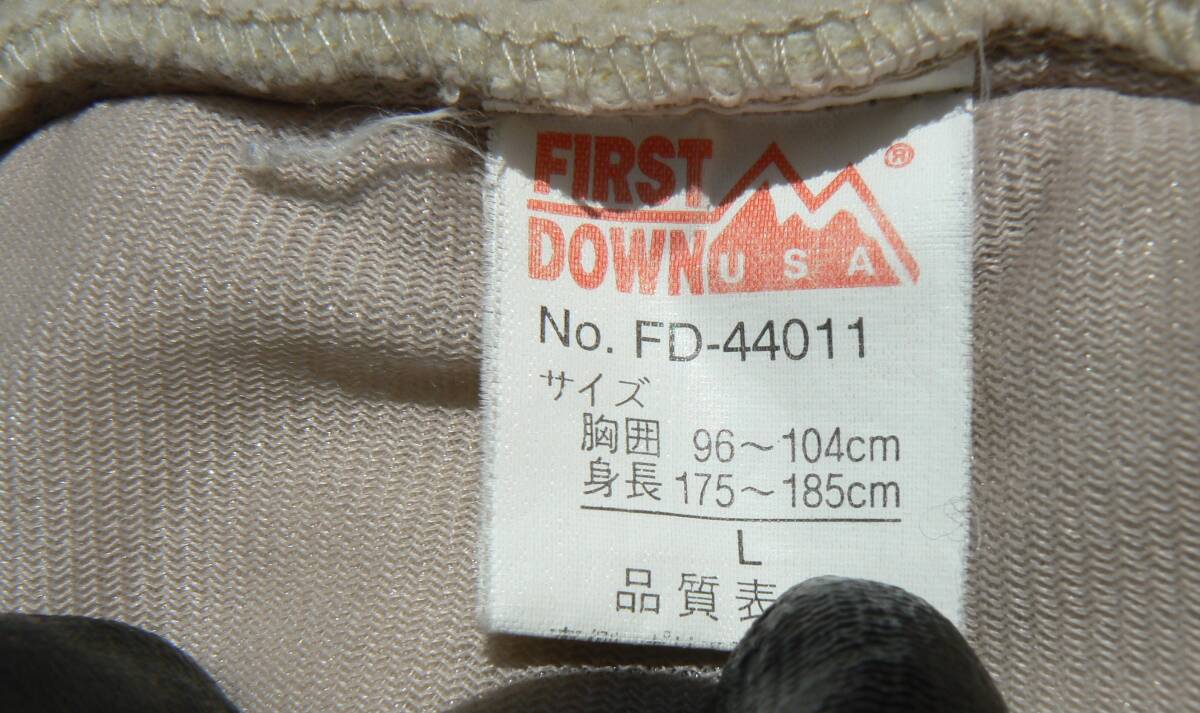 FIRST
DOWN USA ®
No. FD-44011
サイズ
胸囲 96～104cm
身長 175～185cm
L
品質表